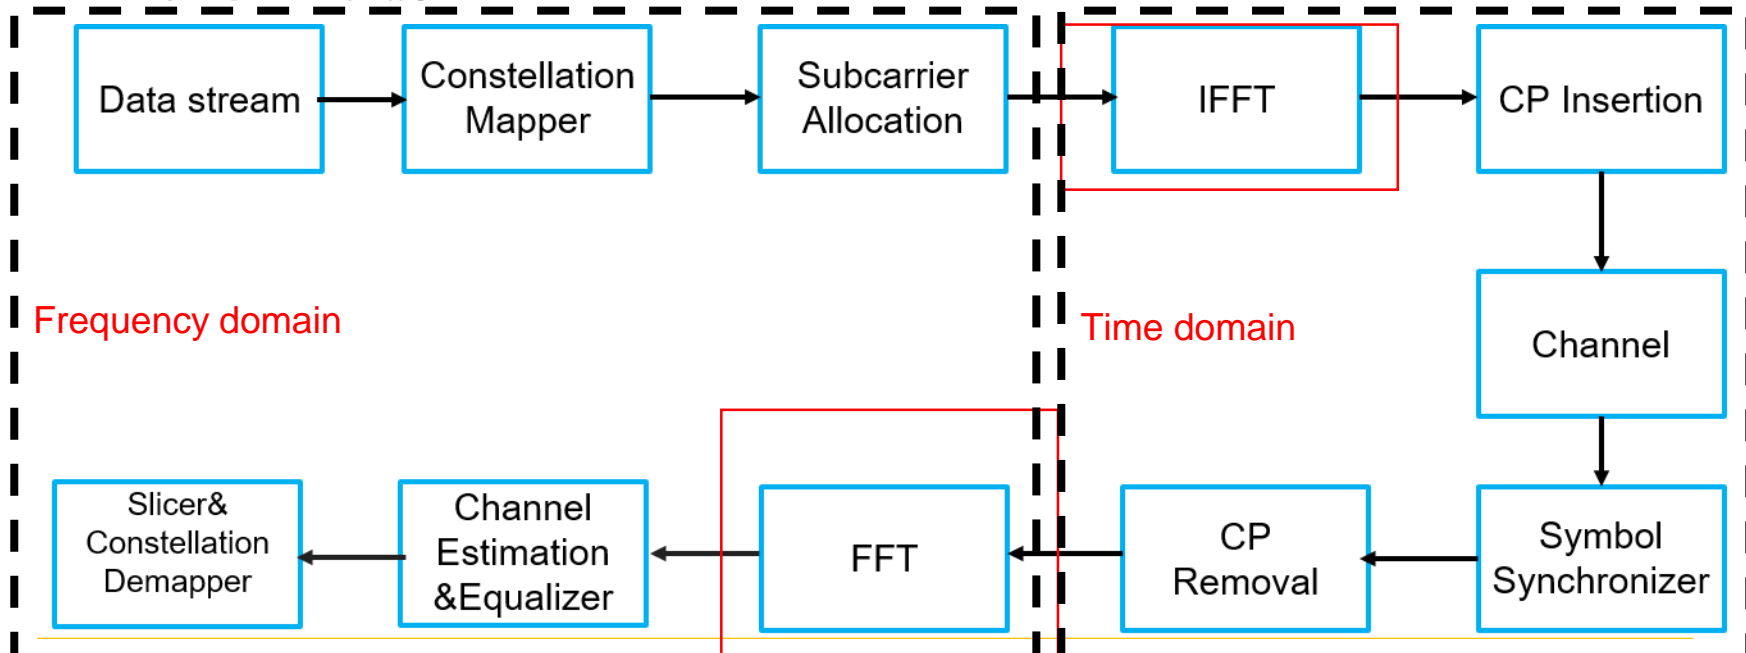 Data stream
Constellation
Mapper
Subcarrier
Allocation
IFFT
CP Insertion
Frequency domain
Time domain
Channel
Slicer&
Constellation
Demapper
Channel
Estimation
&Equalizer
FFT
CP
Removal
Symbol
Synchronizer